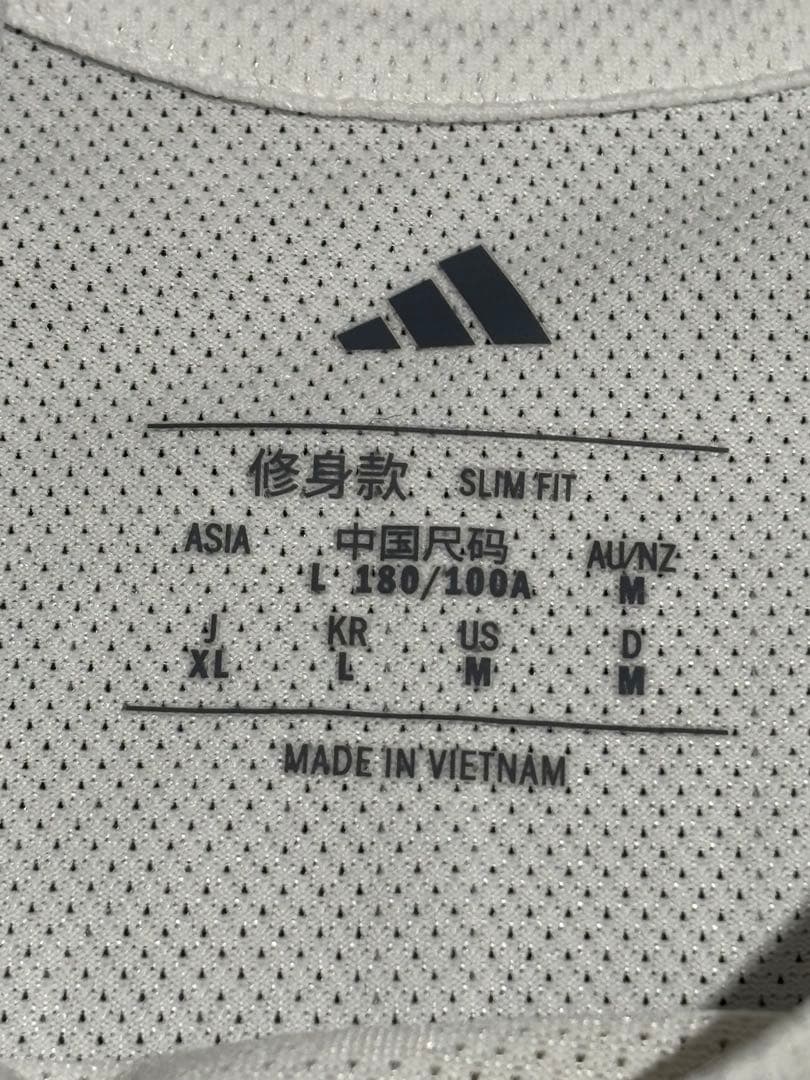 修身款 SLIM FIT
ASIA 中国尺码 AU/NZ
L 180/100A M
J KR US D
XL L M M
MADE IN VIETNAM